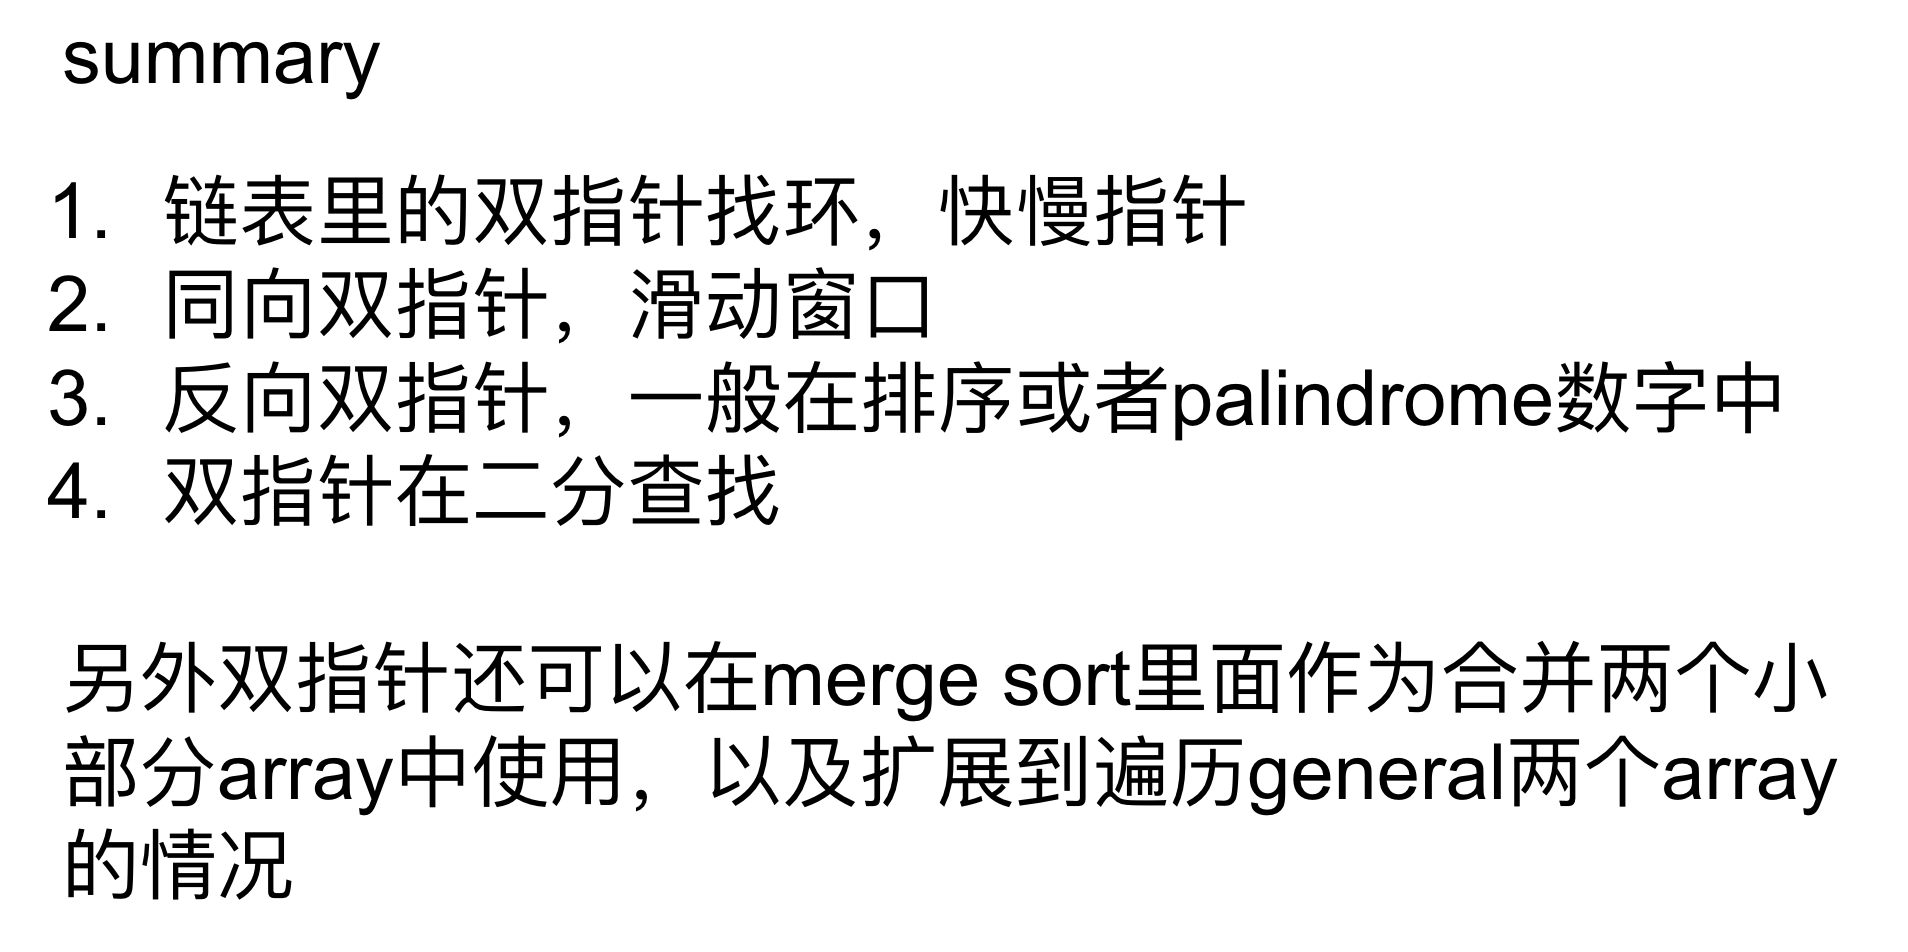 summary
1. 链表里的双指针找环，快慢指针
2. 同向双指针，滑动窗口
3. 反向双指针，一般在排序或者palindrome数字中
4. 双指针在二分查找
另外双指针还可以在merge sort里面作为合并两个小
部分array中使用，以及扩展到遍历general两个array
的情况